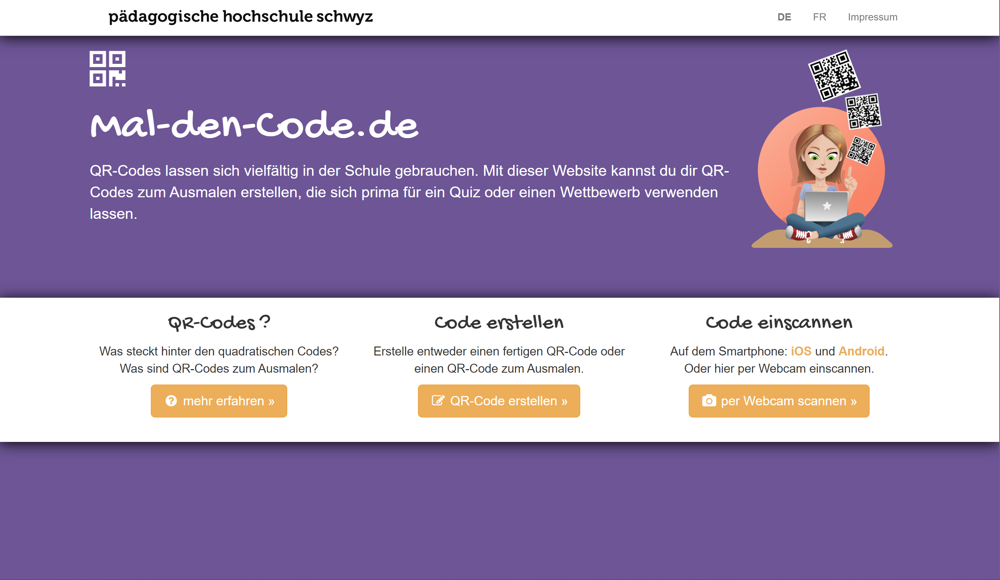 pädagogische hochschule schwyz
DE FR Impressum
Mal-den-Code.de
QR-Codes lassen sich vielfältig in der Schule gebrauchen. Mit dieser Website kannst du dir QR-
Codes zum Ausmalen erstellen, die sich prima für ein Quiz oder einen Wettbewerb verwenden
lassen.
QR-Codes ?
Was steckt hinter den quadratischen Codes?
Was sind QR-Codes zum Ausmalen?
mehr erfahren »
Code erstellen
Erstelle entweder einen fertigen QR-Code oder
einen QR-Code zum Ausmalen.
QR-Code erstellen »
Code einscannen
Auf dem Smartphone: iOS und Android.
Oder hier per Webcam einscannen.
per Webcam scannen »